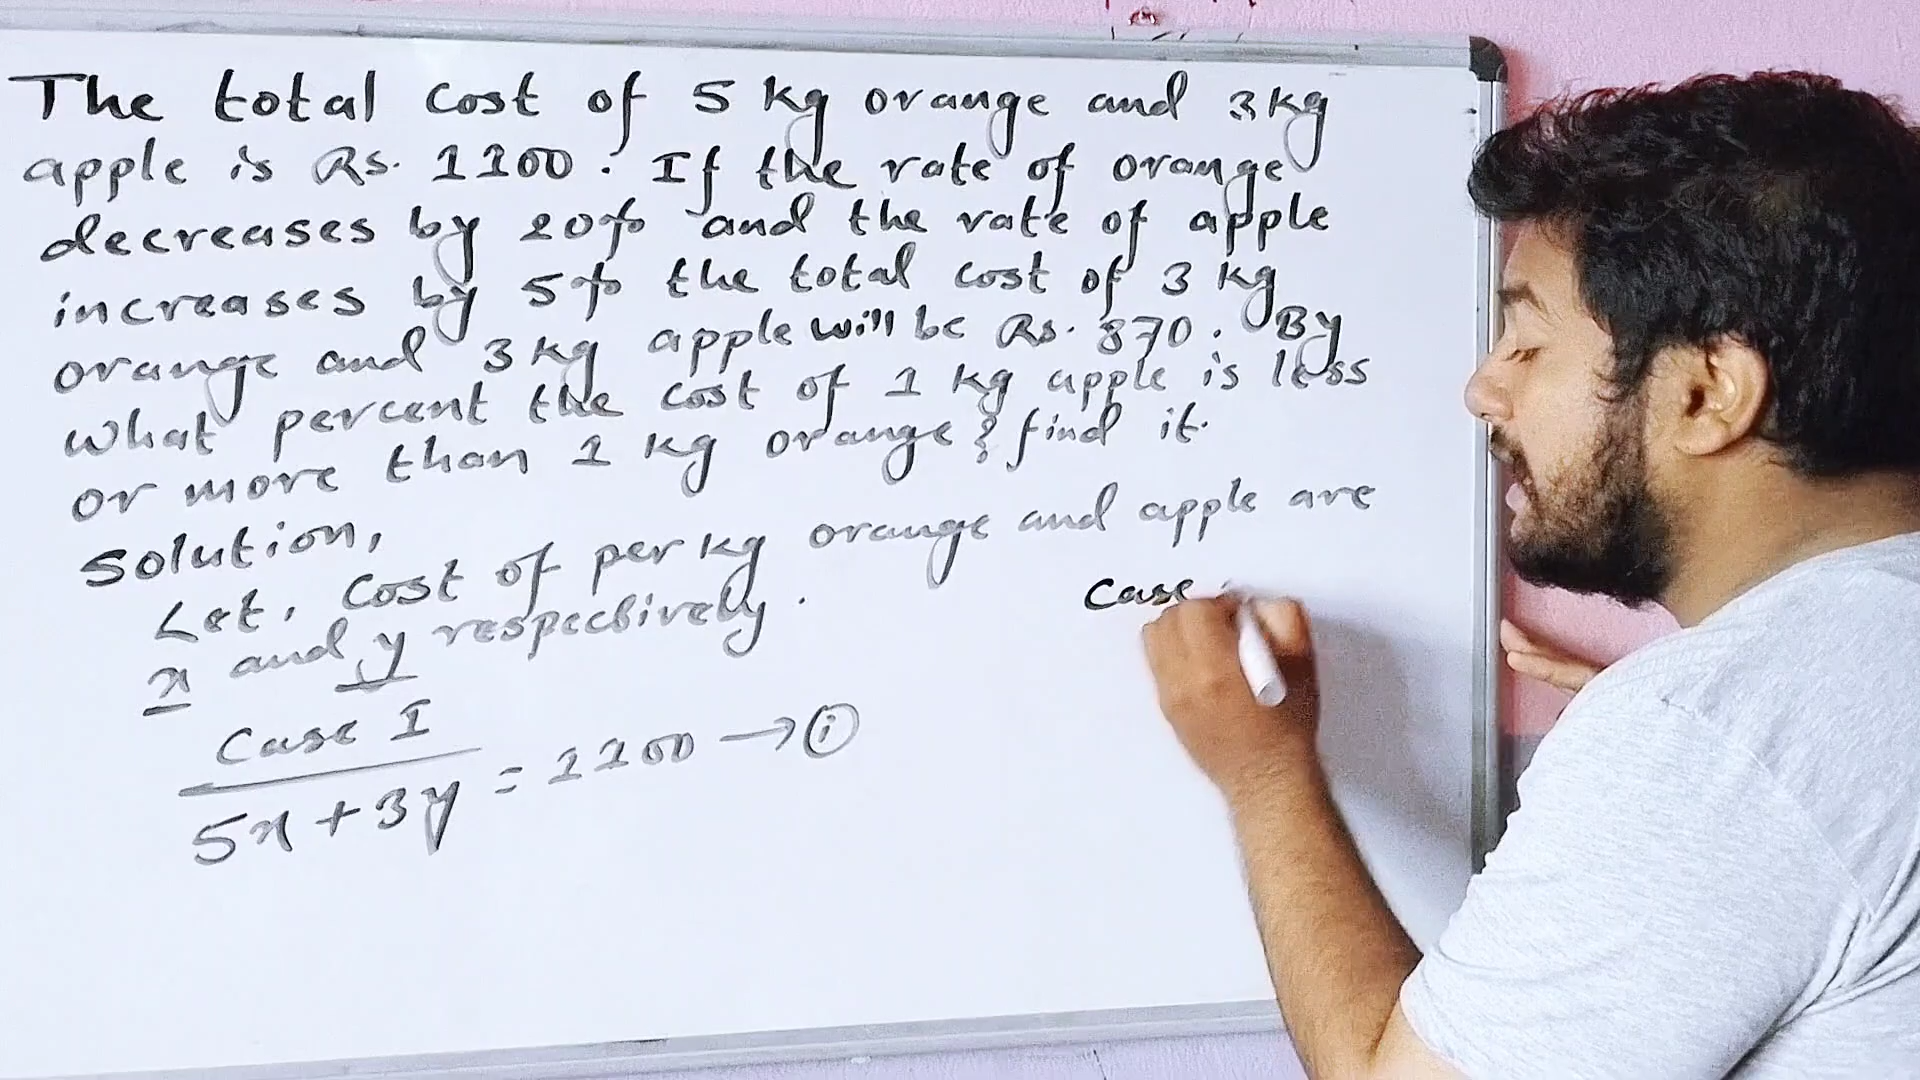 The total cost of 5 kg orange and 3kg
apple is Rs. 1100. If the rate of orange
decreases by 20% and the rate of apple
increases by 5% the total cost of 3 kg
orange and 3 kg apple will be Rs. 870. By
what percent the cost of 1 kg apple is less
or more than 1 kg orange? find it.
Solution,
Let, cost of per kg orange and apple are
x and y respectively.
Case I
5x + 3y = 1100 → i
Case